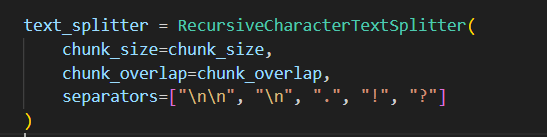 text_splitter = RecursiveCharacterTextSplitter(
    chunk_size=chunk_size,
    chunk_overlap=chunk_overlap,
    separators=["\n\n", "\n", ".", "!", "?"]
)